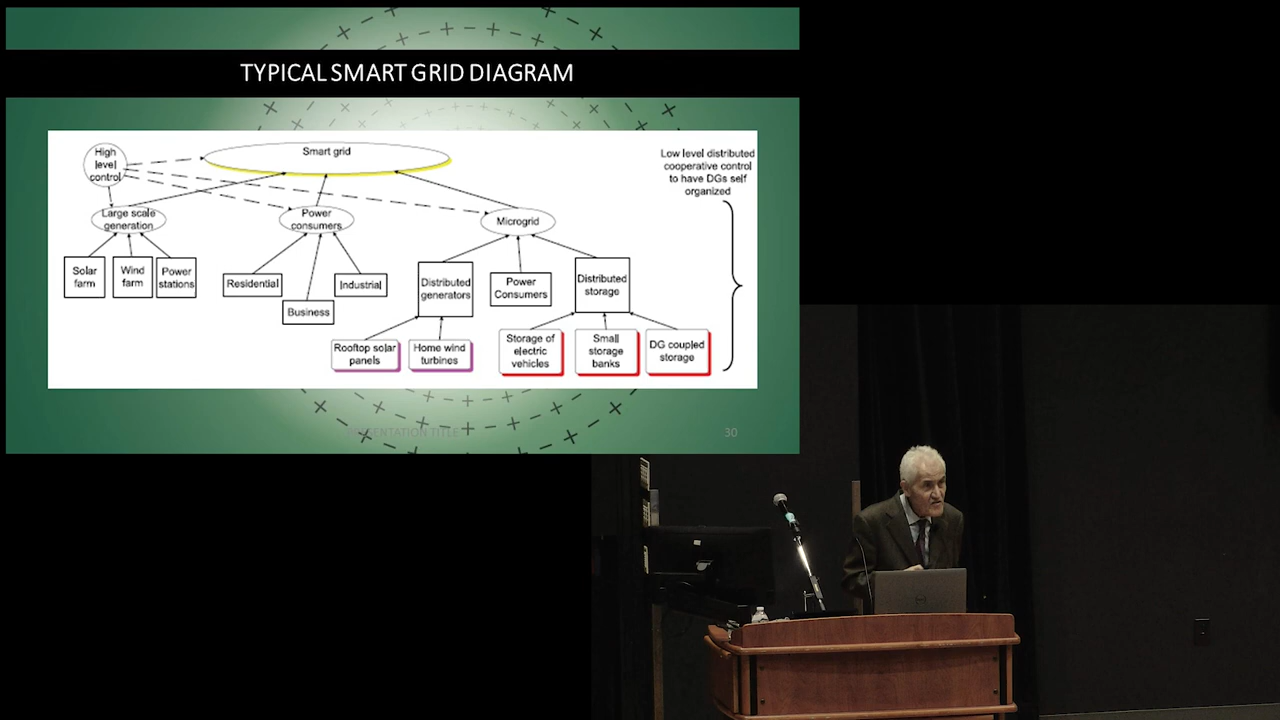 TYPICAL SMART GRID DIAGRAM
High
level
control
Smart grid
Low level distributed
cooperative control
to have DGs self
organized
Large scale
generation
Power
consumers
Microgrid
Solar
farm
Wind
farm
Power
stations
Residential
Business
Industrial
Distributed
generators
Power
Consumers
Distributed
storage
Rooftop solar
panels
Home wind
turbines
Storage of
electric
vehicles
Small
storage
banks
DG coupled
storage
PRESENTATION TITLE
30